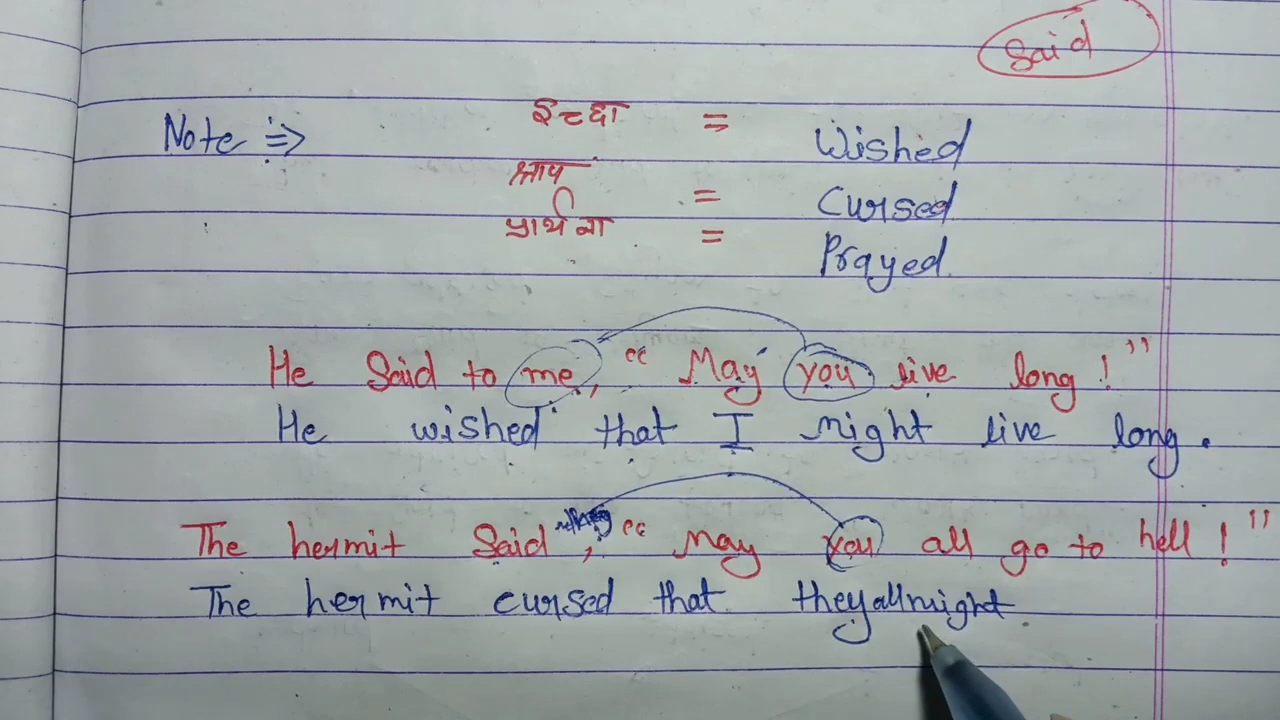 Said
Note ⇒ इच्छा = Wished
श्राप = Cursed
प्रार्थना = Prayed
He Said to me, “ May you live long! ”
He wished that I might live long.
The hermit Said , “ May you all go to hell ! ”
The hermit cursed that they all might